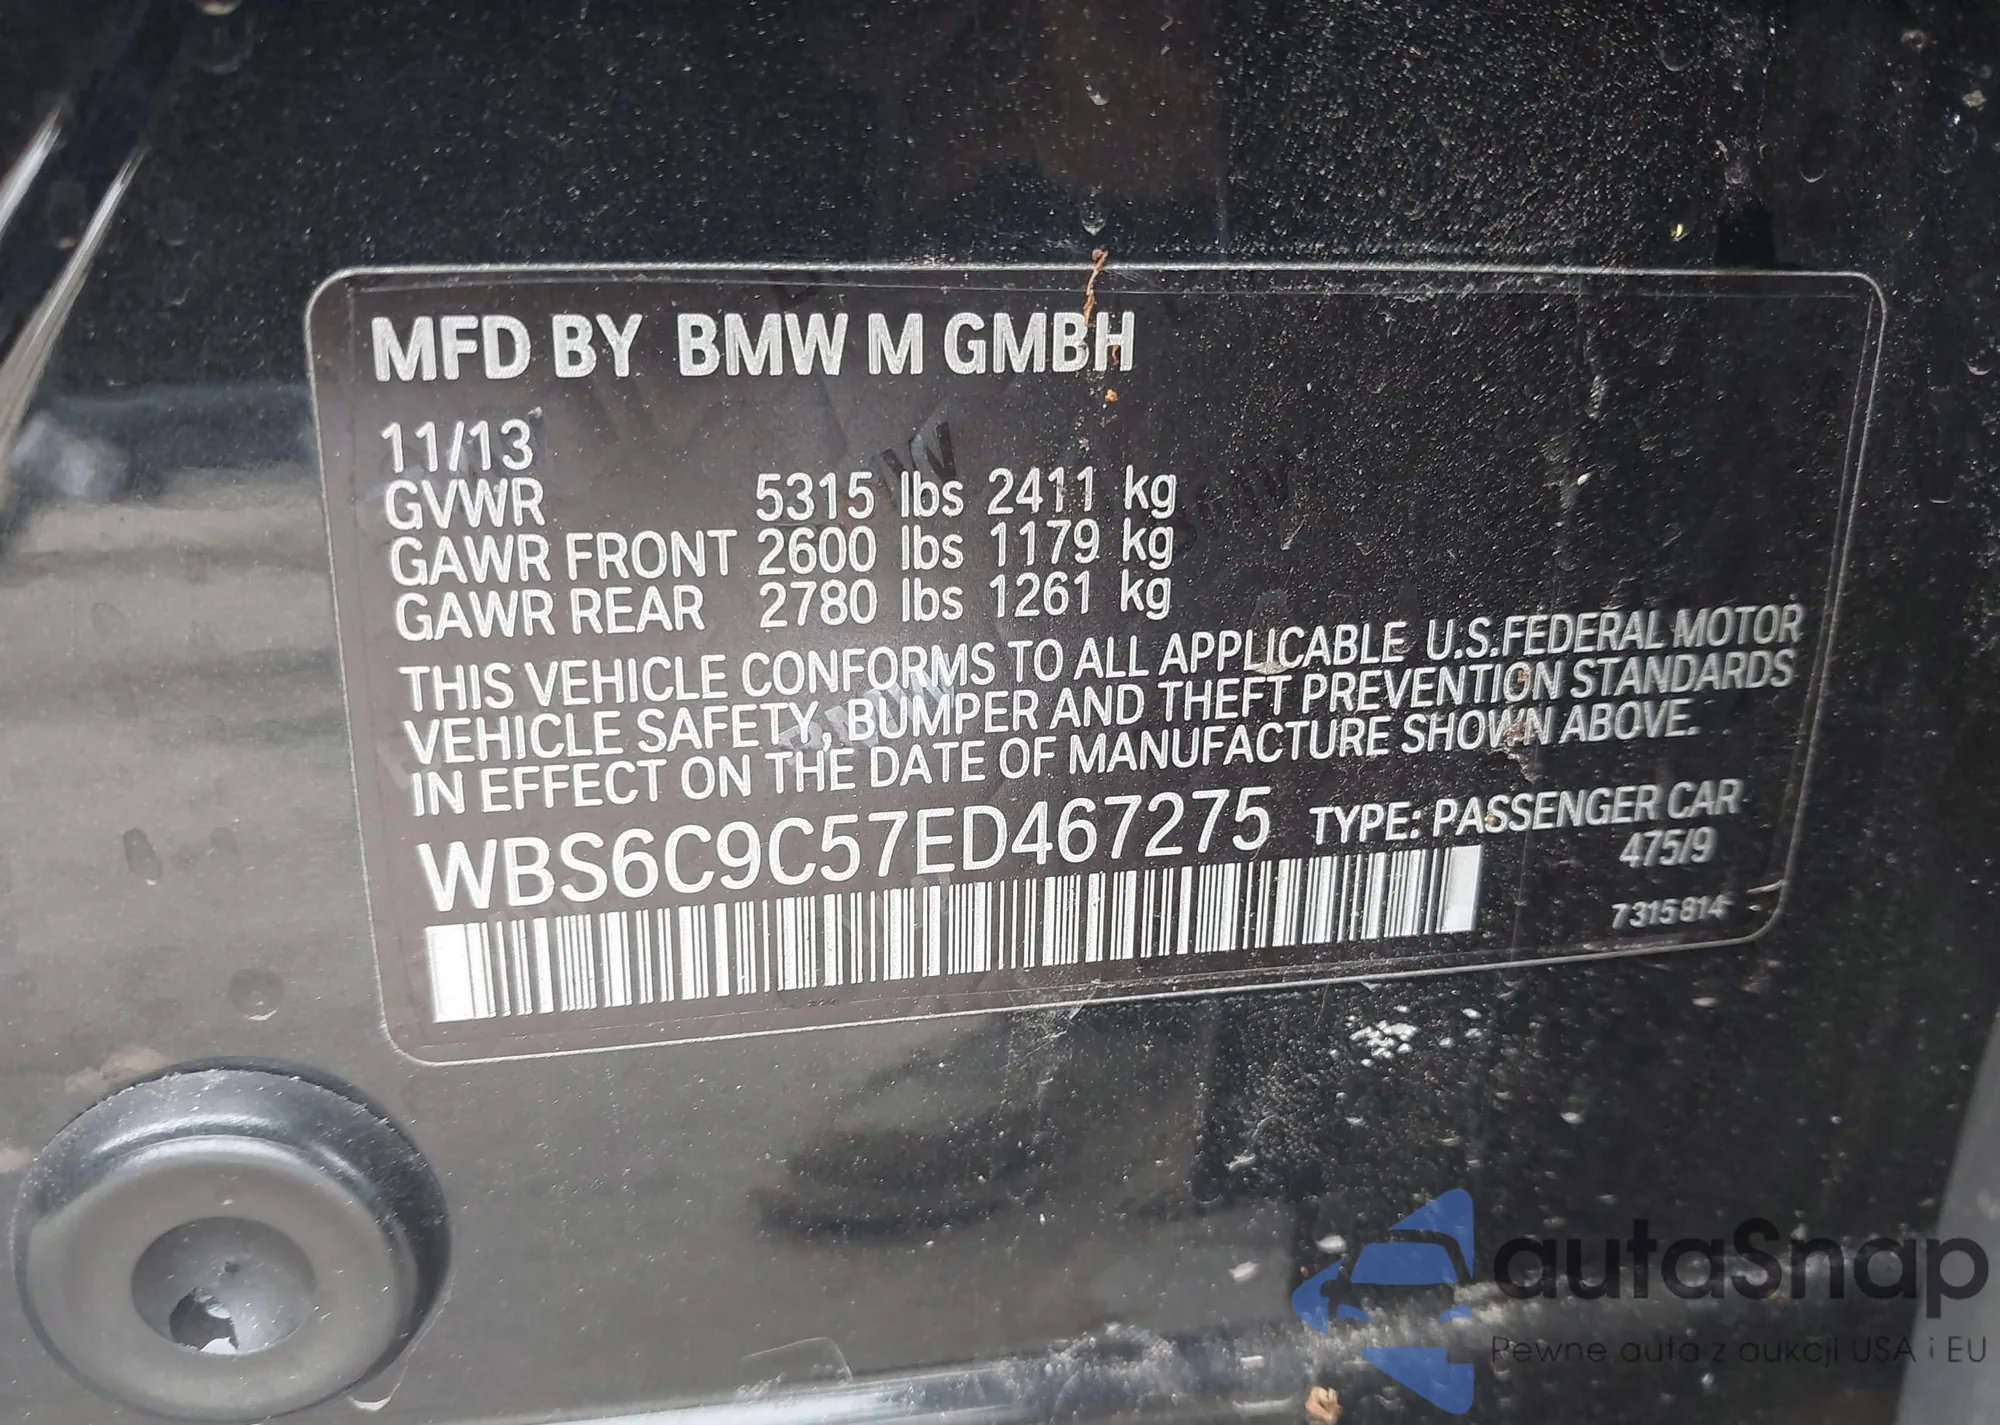 MFD BY BMW M GMBH
11/13
GVWR 5315 lbs 2411 kg
GAWR FRONT 2600 lbs 1179 kg
GAWR REAR 2780 lbs 1261 kg
THIS VEHICLE CONFORMS TO ALL APPLICABLE U.S.FEDERAL MOTOR
VEHICLE SAFETY, BUMPER AND THEFT PREVENTION STANDARDS
IN EFFECT ON THE DATE OF MANUFACTURE SHOWN ABOVE.
WBS6C9C57ED467275 TYPE: PASSENGER CAR
475/9
7315814
autaSnap
Pewne auta z aukcji USA i EU